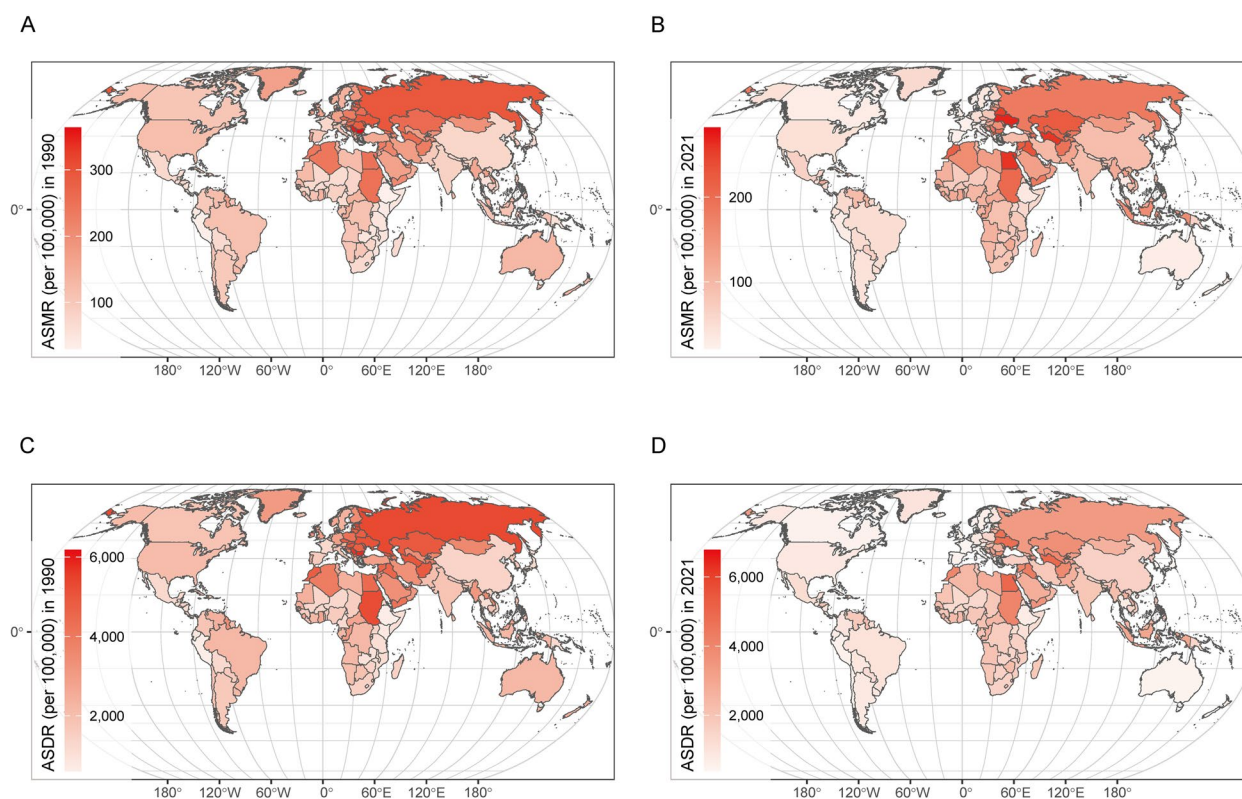 A
ASMR (per 100,000) in 1990
300
200
100
0°
180° 120°W 60°W 0° 60°E 120°E 180°
B
ASMR (per 100,000) in 2021
200
100
0°
180° 120°W 60°W 0° 60°E 120°E 180°
C
ASDR (per 100,000) in 1990
6,000
4,000
2,000
0°
180° 120°W 60°W 0° 60°E 120°E 180°
D
ASDR (per 100,000) in 2021
6,000
4,000
2,000
0°
180° 120°W 60°W 0° 60°E 120°E 180°